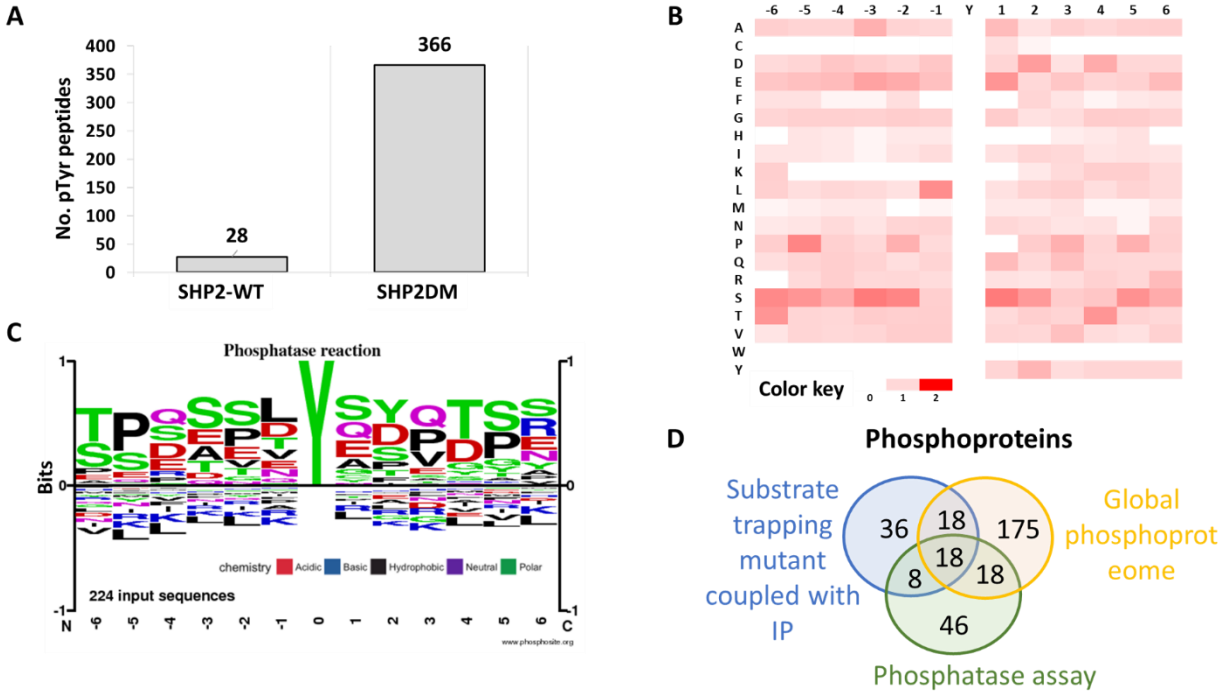 A
400
350
300
250
200
150
100
50
0
No. pTyr peptides
28
366
SHP2-WT
SHP2DM
B
-6 -5 -4 -3 -2 -1 Y 1 2 3 4 5 6
A
C
D
E
F
G
H
I
K
L
M
N
P
Q
R
S
T
V
W
Y
Color key
0 1 2
C
Phosphatase reaction
1
0
-1
Bits
1
0
-1
chemistry Acidic Basic Hydrophobic Neutral Polar
224 input sequences
N -6 -5 -4 -3 -2 -1 0 1 2 3 4 5 6 C
www.phosphosite.org
D
Phosphoproteins
Substrate
trapping
mutant
coupled with
IP
36
18
175
18
8
18
46
Global
phosphoprot
eome
Phosphatase assay